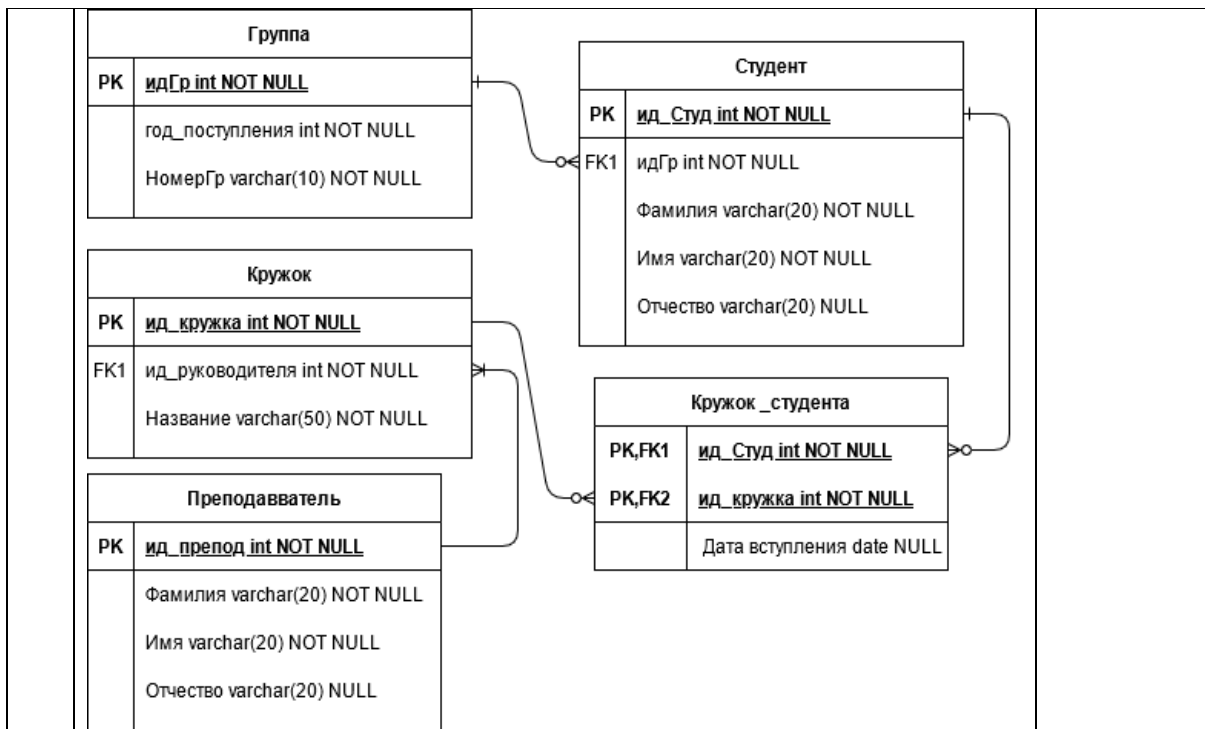 Группа
PK идГр int NOT NULL
год_поступления int NOT NULL
НомерГр varchar(10) NOT NULL
Студент
PK ид_Студ int NOT NULL
FK1 идГр int NOT NULL
Фамилия varchar(20) NOT NULL
Имя varchar(20) NOT NULL
Отчество varchar(20) NULL
Кружок
PK ид_кружка int NOT NULL
FK1 ид_руководителя int NOT NULL
Название varchar(50) NOT NULL
Кружок _студента
PK,FK1 ид_Студ int NOT NULL
PK,FK2 ид_кружка int NOT NULL
Дата вступления date NULL
Преподавватель
PK ид_препод int NOT NULL
Фамилия varchar(20) NOT NULL
Имя varchar(20) NOT NULL
Отчество varchar(20) NULL